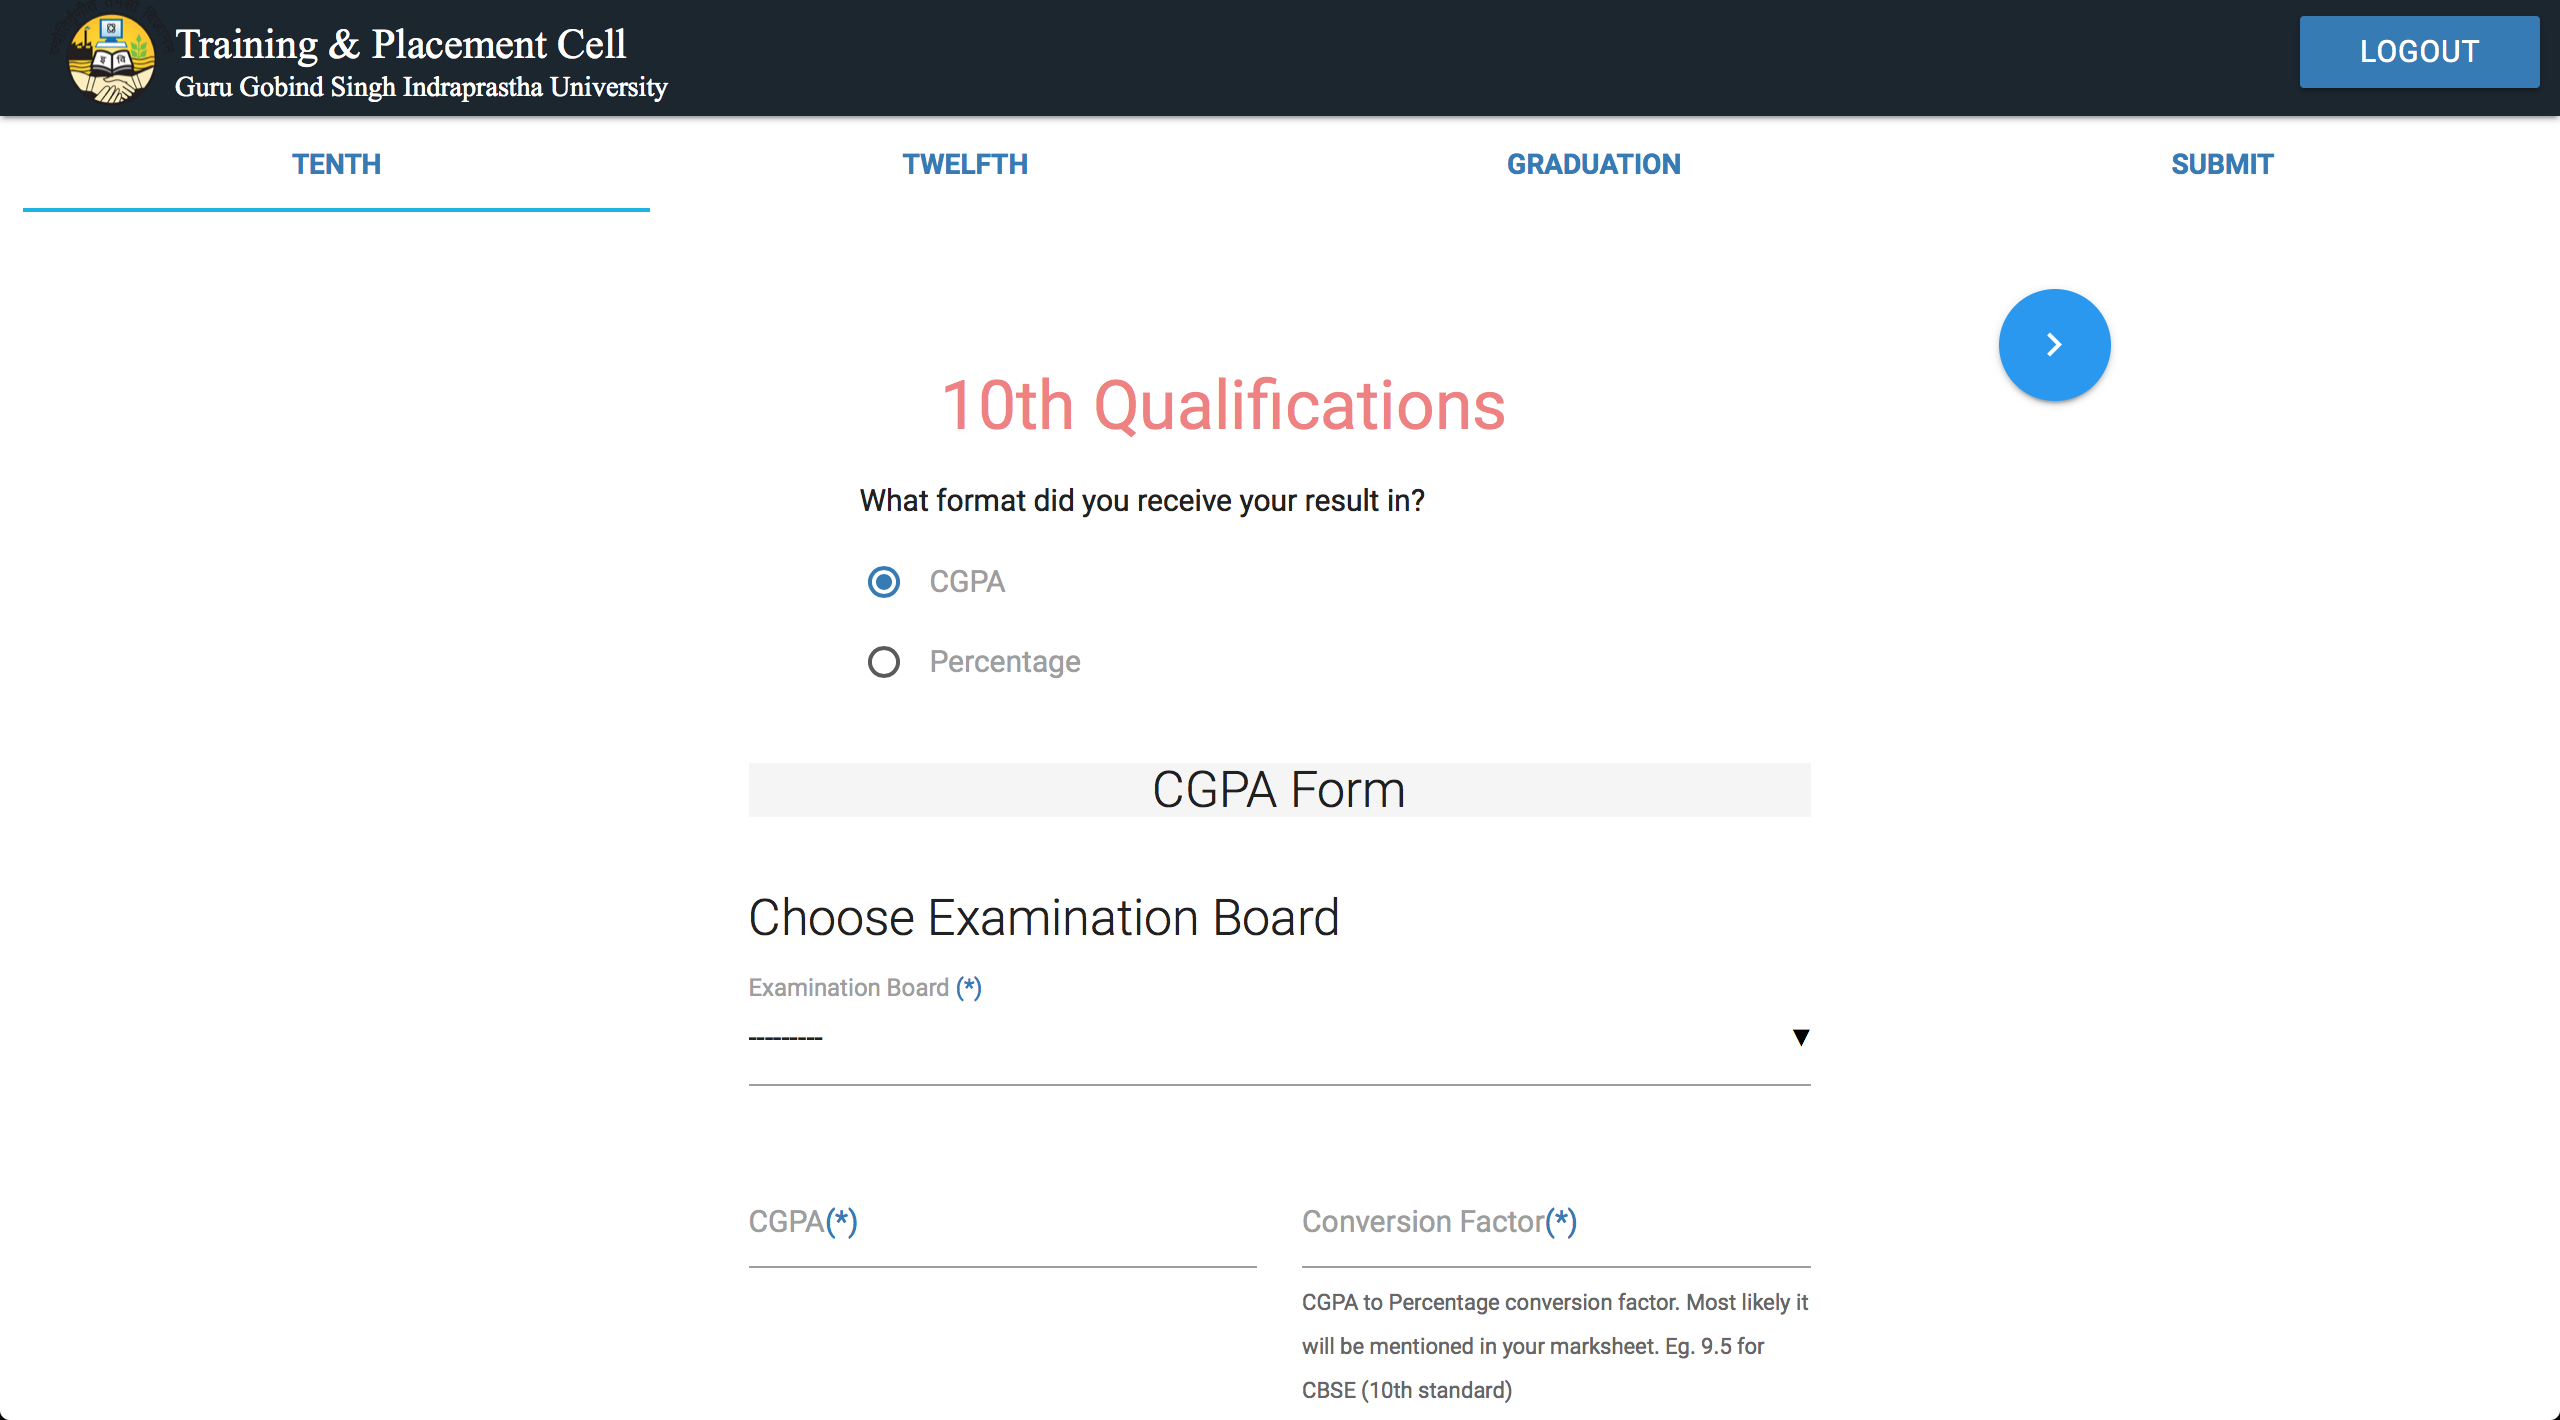 Training & Placement Cell
Guru Gobind Singh Indraprastha University
LOGOUT
TENTH
TWELFTH
GRADUATION
SUBMIT
10th Qualifications
What format did you receive your result in?
CGPA
Percentage
CGPA Form
Choose Examination Board
Examination Board (*)
---------
CGPA(*)
Conversion Factor(*)
CGPA to Percentage conversion factor. Most likely it
will be mentioned in your marksheet. Eg. 9.5 for
CBSE (10th standard)